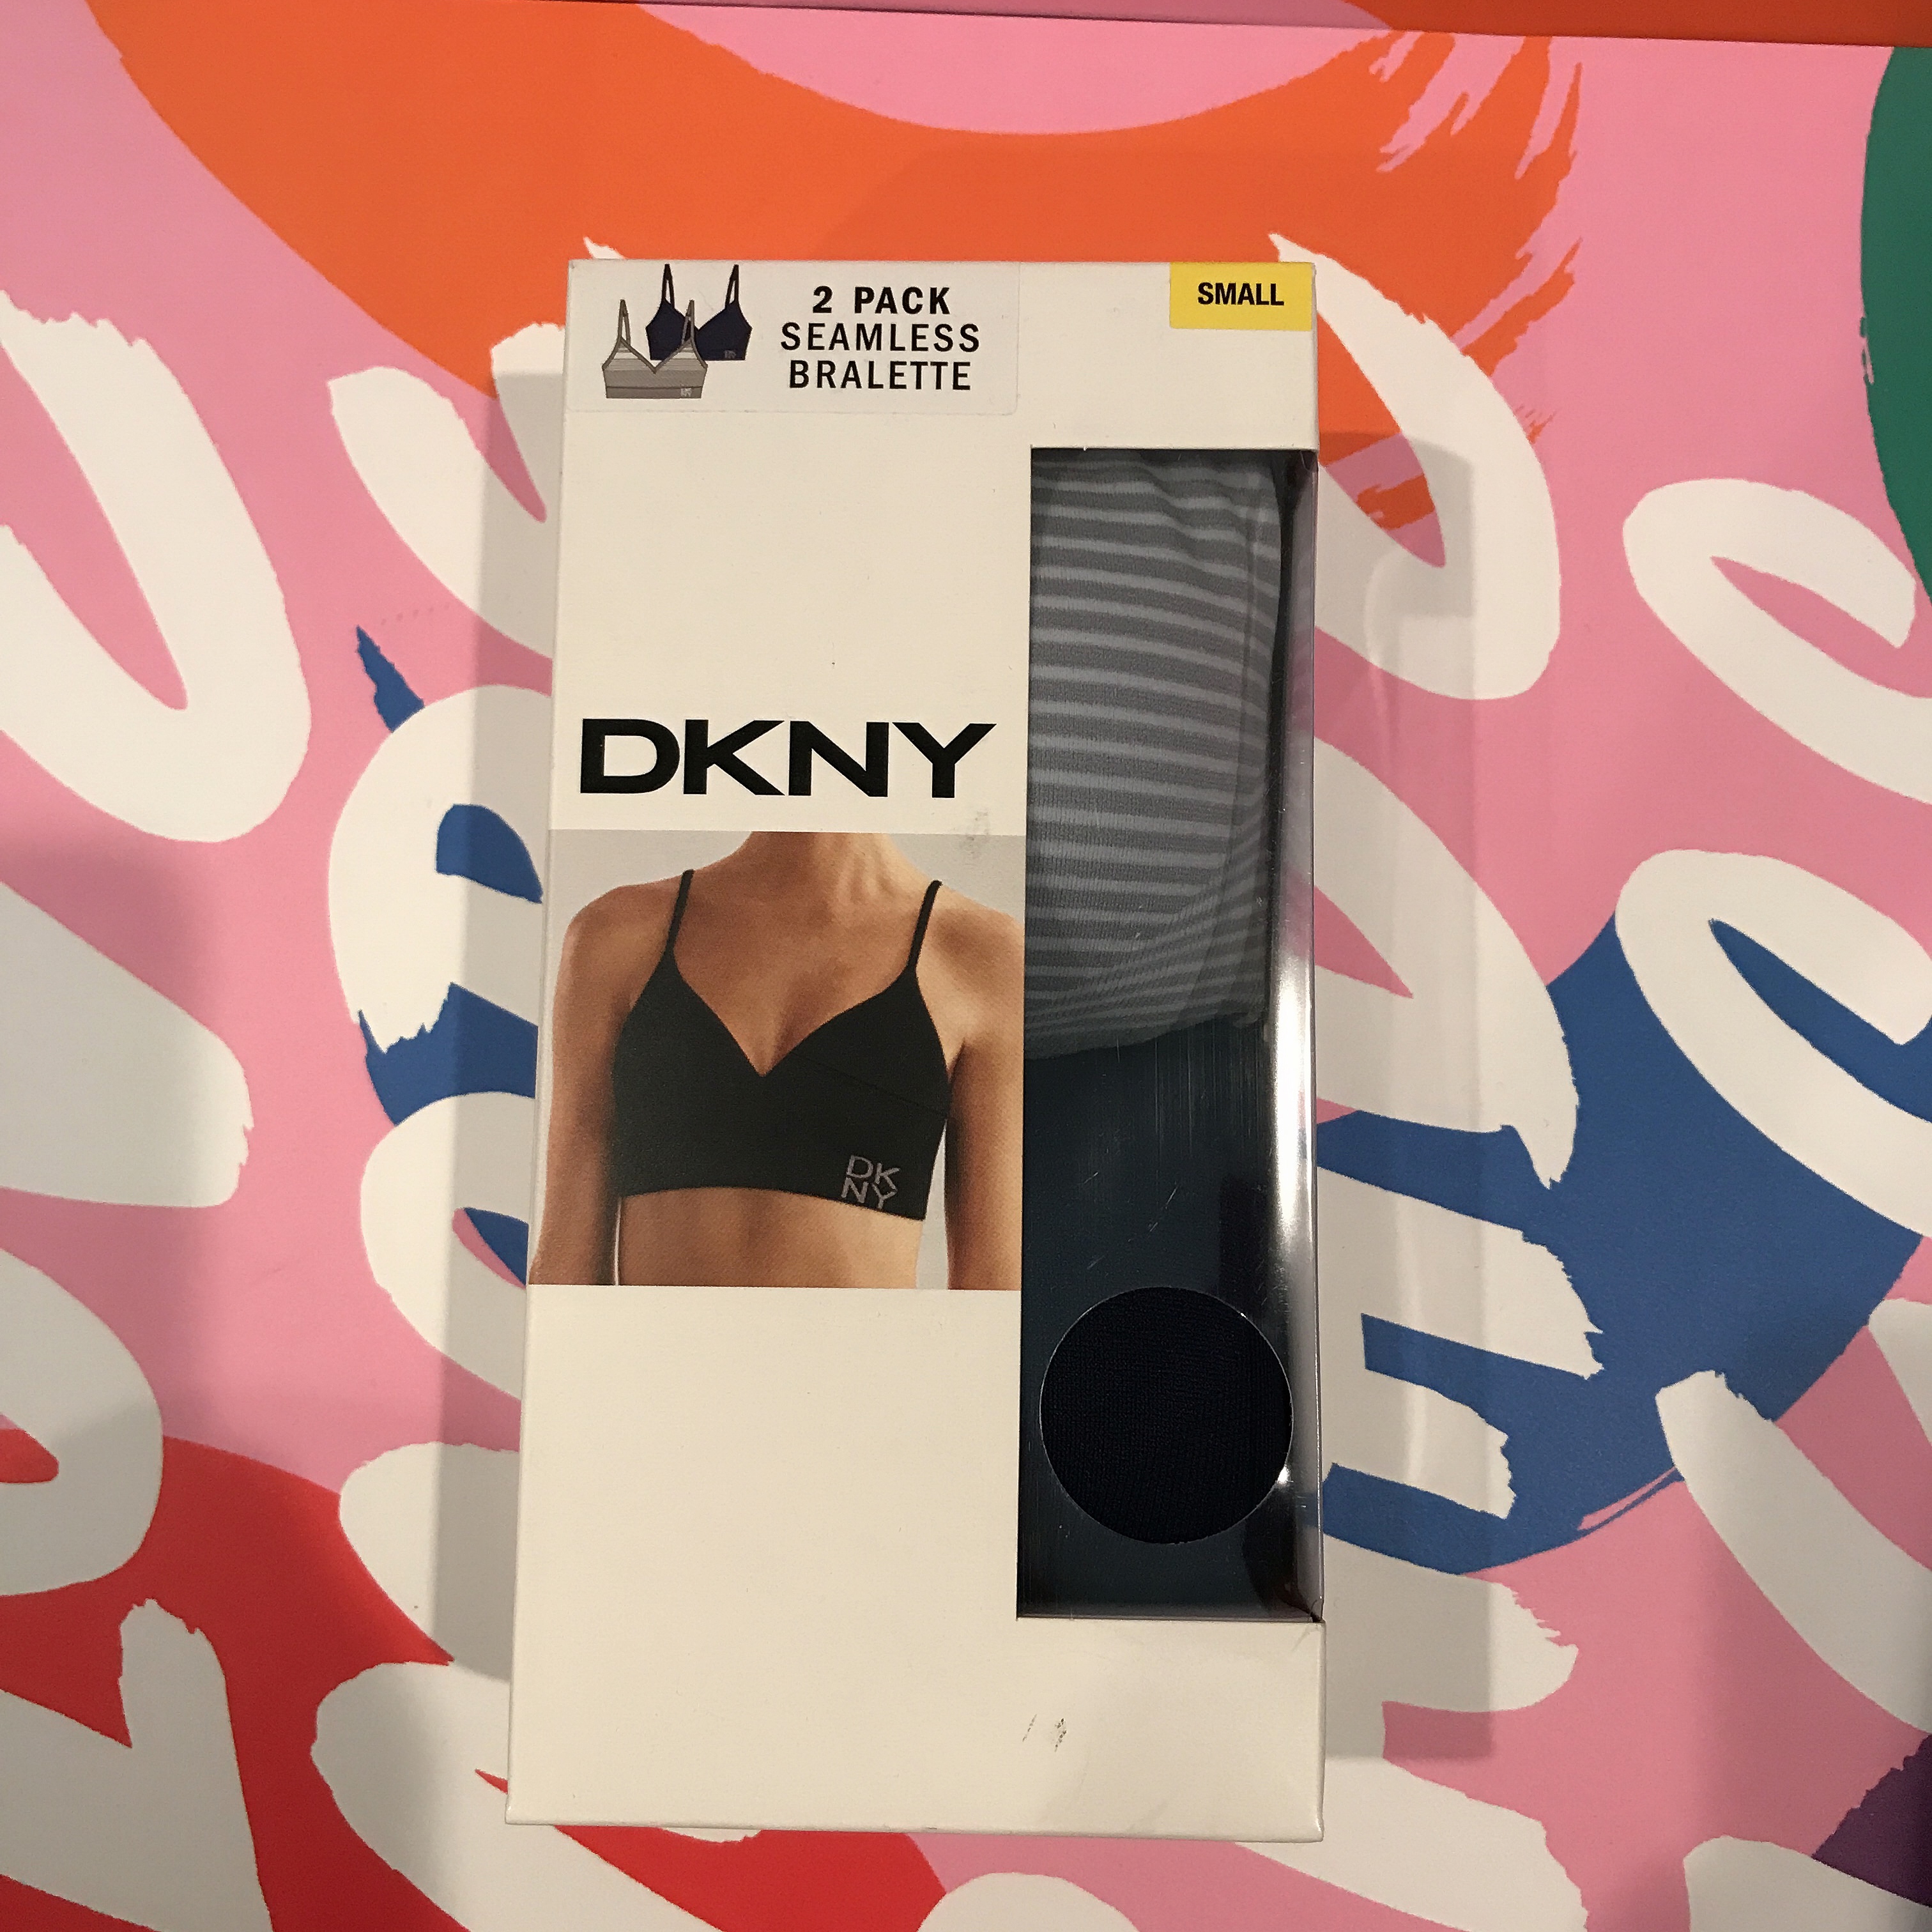 2 PACK
SEAMLESS
BRALETTE
SMALL
DKNY
DK
NY